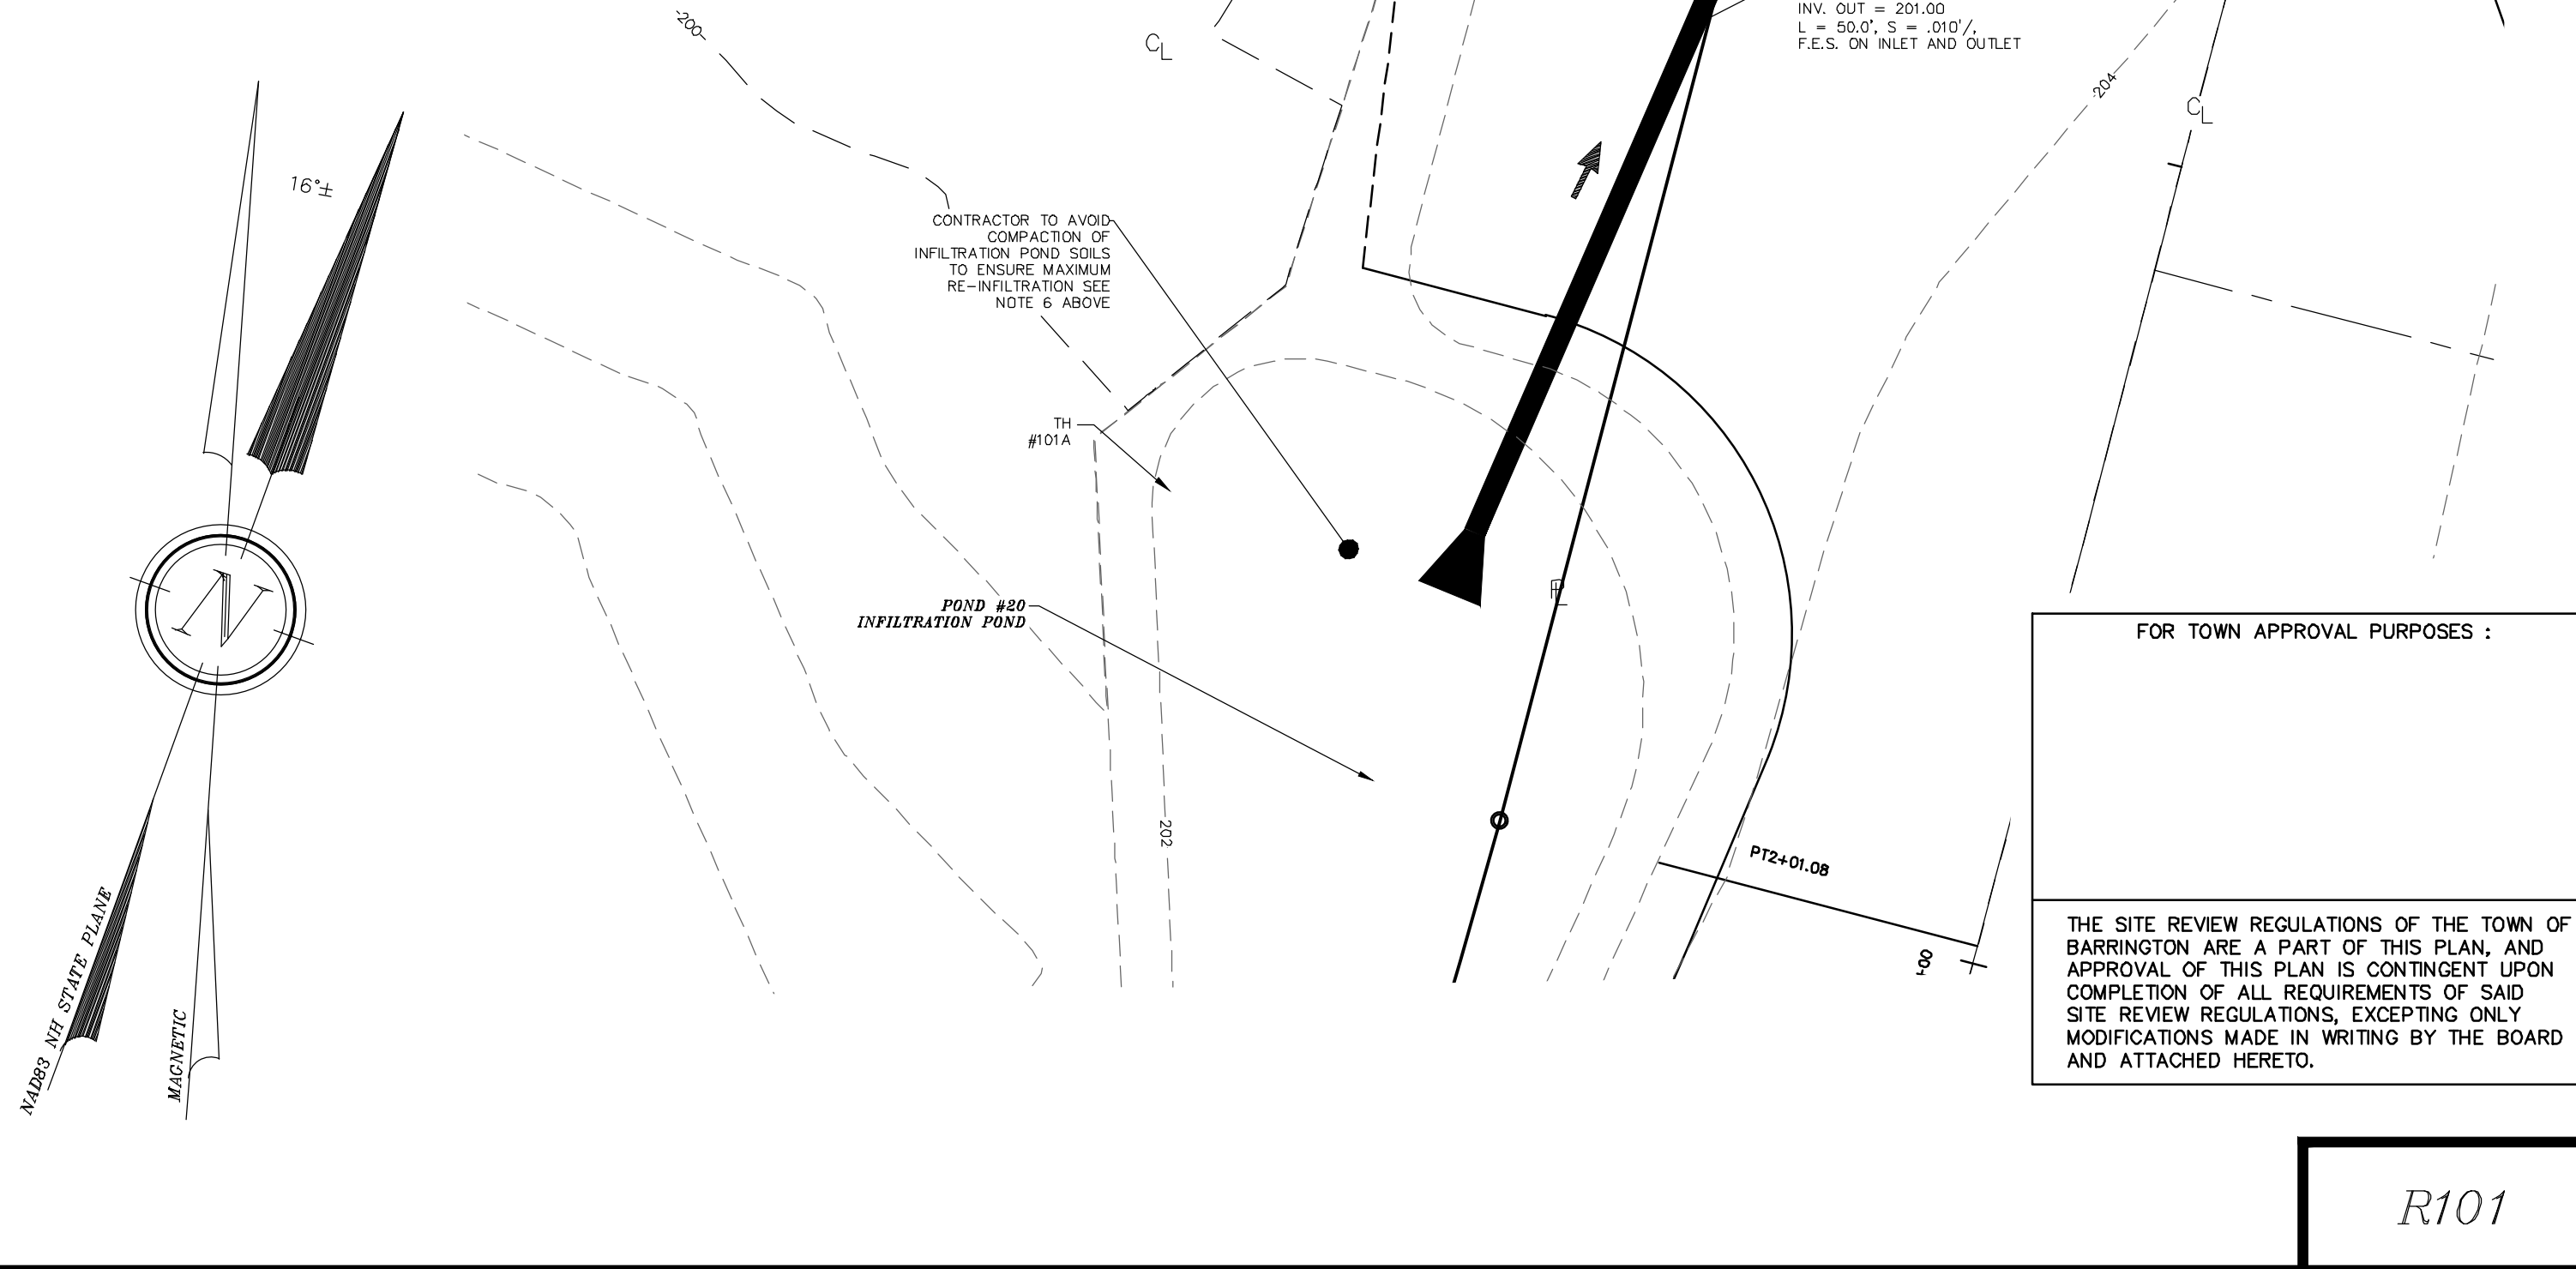 INV. OUT = 201.00
L = 50.0', S = .010'/,
F.E.S. ON INLET AND OUTLET
-200-
CL
-204-
CL
16°±
CONTRACTOR TO AVOID
COMPACTION OF
INFILTRATION POND SOILS
TO ENSURE MAXIMUM
RE-INFILTRATION SEE
NOTE 6 ABOVE
TH
#101A
N
PL
POND #20
INFILTRATION POND
202
PT2+01.08
+00
NAD83 NH STATE PLANE
MAGNETIC
FOR TOWN APPROVAL PURPOSES :
THE SITE REVIEW REGULATIONS OF THE TOWN OF
BARRINGTON ARE A PART OF THIS PLAN, AND
APPROVAL OF THIS PLAN IS CONTINGENT UPON
COMPLETION OF ALL REQUIREMENTS OF SAID
SITE REVIEW REGULATIONS, EXCEPTING ONLY
MODIFICATIONS MADE IN WRITING BY THE BOARD
AND ATTACHED HERETO.
R101